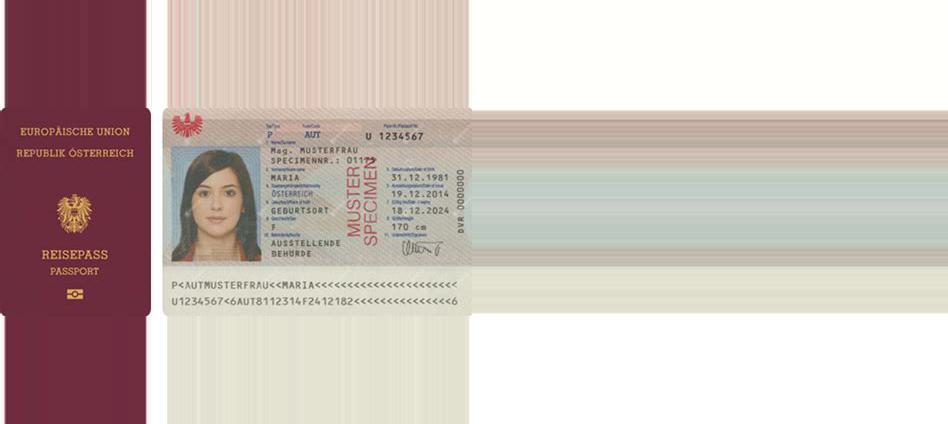 EUROPÄISCHE UNION
REPUBLIK ÖSTERREICH
REISEPASS
PASSPORT
P AUT U 1234567
Mag. MUSTERFRAU
SPECIMENNR.:
MARIA 31.12.1981
ÖSTERREICH 19.12.2014
GEBURTSORT 18.12.2024
F 170 cm
AUSSTELLENDE
BEHÖRDE
MUSTER
SPECIMEN
DVR 0000000
P<AUTMUSTERFRAU<<MARIA<<<<<<<<<<<<<<<<<<<<<<
U1234567<6AUT8112314F2412182<<<<<<<<<<<<<<<6